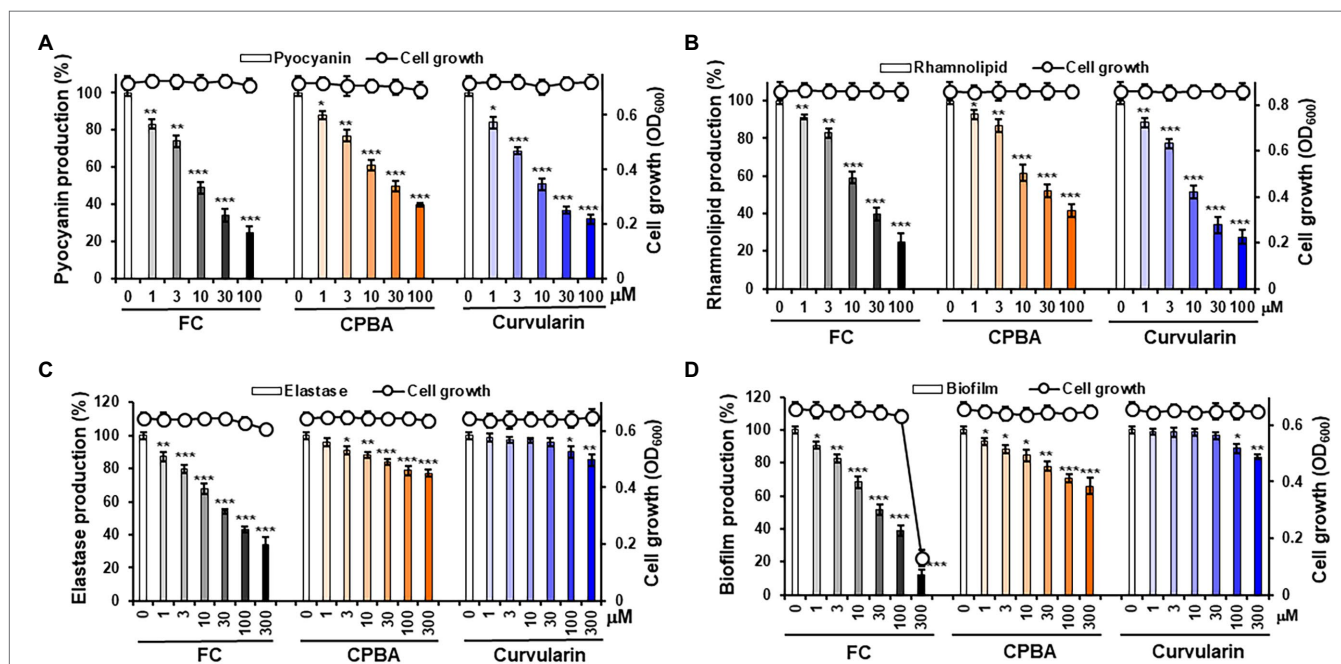 A
Pyocyanin Cell growth
Pyocyanin production (%)
100
80
60
40
20
0
** ** *** *** ***
* ** *** *** ***
* *** *** *** ***
0.6
0.4
0.2
0
Cell growth (OD600)
0 1 3 10 30 100 0 1 3 10 30 100 0 1 3 10 30 100 μM
FC CPBA Curvularin
B
Rhamnolipid Cell growth
Rhamnolipid production (%)
100
80
60
40
20
0
** ** *** *** ***
* ** *** *** ***
** *** *** *** ***
0.8
0.6
0.4
0.2
0
Cell growth (OD600)
0 1 3 10 30 100 0 1 3 10 30 100 0 1 3 10 30 100 μM
FC CPBA Curvularin
C
Elastase Cell growth
Elastase production (%)
120
100
80
60
40
20
0
** *** *** *** *** ***
* ** *** *** ***
* **
0.6
0.4
0.2
0
Cell growth (OD600)
0 1 3 10 30 100 300 0 1 3 10 30 100 300 0 1 3 10 30 100 300 μM
FC CPBA Curvularin
D
Biofilm Cell growth
Biofilm production (%)
120
100
80
60
40
20
0
* ** *** *** *** ***
* * * ** *** ***
* **
0.6
0.4
0.2
0
Cell growth (OD600)
0 1 3 10 30 100 300 0 1 3 10 30 100 300 0 1 3 10 30 100 300 μM
FC CPBA Curvularin